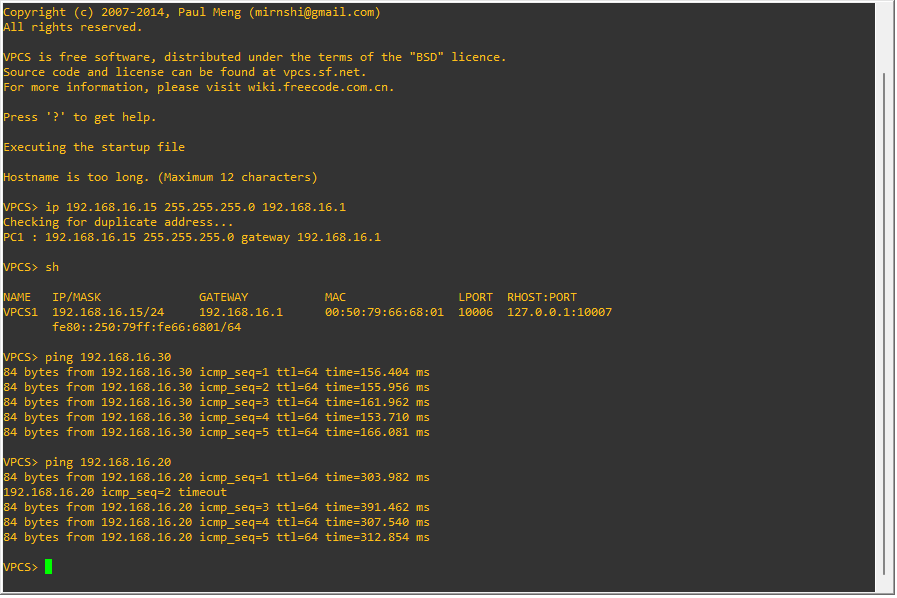 Copyright (c) 2007-2014, Paul Meng (mirnshi@gmail.com)
All rights reserved.
VPCS is free software, distributed under the terms of the "BSD" licence.
Source code and license can be found at vpcs.sf.net.
For more information, please visit wiki.freecode.com.cn.
Press '?' to get help.
Executing the startup file
Hostname is too long. (Maximum 12 characters)
VPCS> ip 192.168.16.15 255.255.255.0 192.168.16.1
Checking for duplicate address...
PC1 : 192.168.16.15 255.255.255.0 gateway 192.168.16.1
VPCS> sh
NAME   IP/MASK              GATEWAY           MAC                LPORT  RHOST:PORT
VPCS1  192.168.16.15/24     192.168.16.1      00:50:79:66:68:01  10006  127.0.0.1:10007
       fe80::250:79ff:fe66:6801/64
VPCS> ping 192.168.16.30
84 bytes from 192.168.16.30 icmp_seq=1 ttl=64 time=156.404 ms
84 bytes from 192.168.16.30 icmp_seq=2 ttl=64 time=155.956 ms
84 bytes from 192.168.16.30 icmp_seq=3 ttl=64 time=161.962 ms
84 bytes from 192.168.16.30 icmp_seq=4 ttl=64 time=153.710 ms
84 bytes from 192.168.16.30 icmp_seq=5 ttl=64 time=166.081 ms
VPCS> ping 192.168.16.20
84 bytes from 192.168.16.20 icmp_seq=1 ttl=64 time=303.982 ms
192.168.16.20 icmp_seq=2 timeout
84 bytes from 192.168.16.20 icmp_seq=3 ttl=64 time=391.462 ms
84 bytes from 192.168.16.20 icmp_seq=4 ttl=64 time=307.540 ms
84 bytes from 192.168.16.20 icmp_seq=5 ttl=64 time=312.854 ms
VPCS>